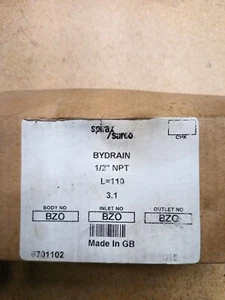 spirax
/sarco
CHK
BYDRAIN
1/2" NPT
L=110
3.1
BODY NO INLET NO OUTLET NO
BZO BZO BZO
Made In GB